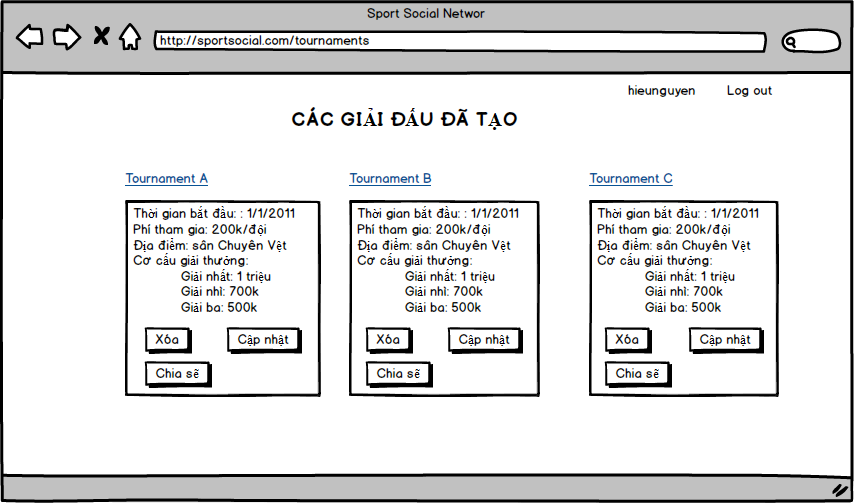 Sport Social Networ
http://sportsocial.com/tournaments
hieunguyen Log out
CÁC GIẢI ĐẤU ĐÃ TẠO
Tournament A
Thời gian bắt đầu: : 1/1/2011
Phí tham gia: 200k/đội
Địa điểm: sân Chuyên Vệt
Cơ cấu giải thưởng:
Giải nhất: 1 triệu
Giải nhì: 700k
Giải ba: 500k
Xóa Cập nhật
Chia sẽ
Tournament B
Thời gian bắt đầu: : 1/1/2011
Phí tham gia: 200k/đội
Địa điểm: sân Chuyên Vệt
Cơ cấu giải thưởng:
Giải nhất: 1 triệu
Giải nhì: 700k
Giải ba: 500k
Xóa Cập nhật
Chia sẽ
Tournament C
Thời gian bắt đầu: : 1/1/2011
Phí tham gia: 200k/đội
Địa điểm: sân Chuyên Vệt
Cơ cấu giải thưởng:
Giải nhất: 1 triệu
Giải nhì: 700k
Giải ba: 500k
Xóa Cập nhật
Chia sẽ